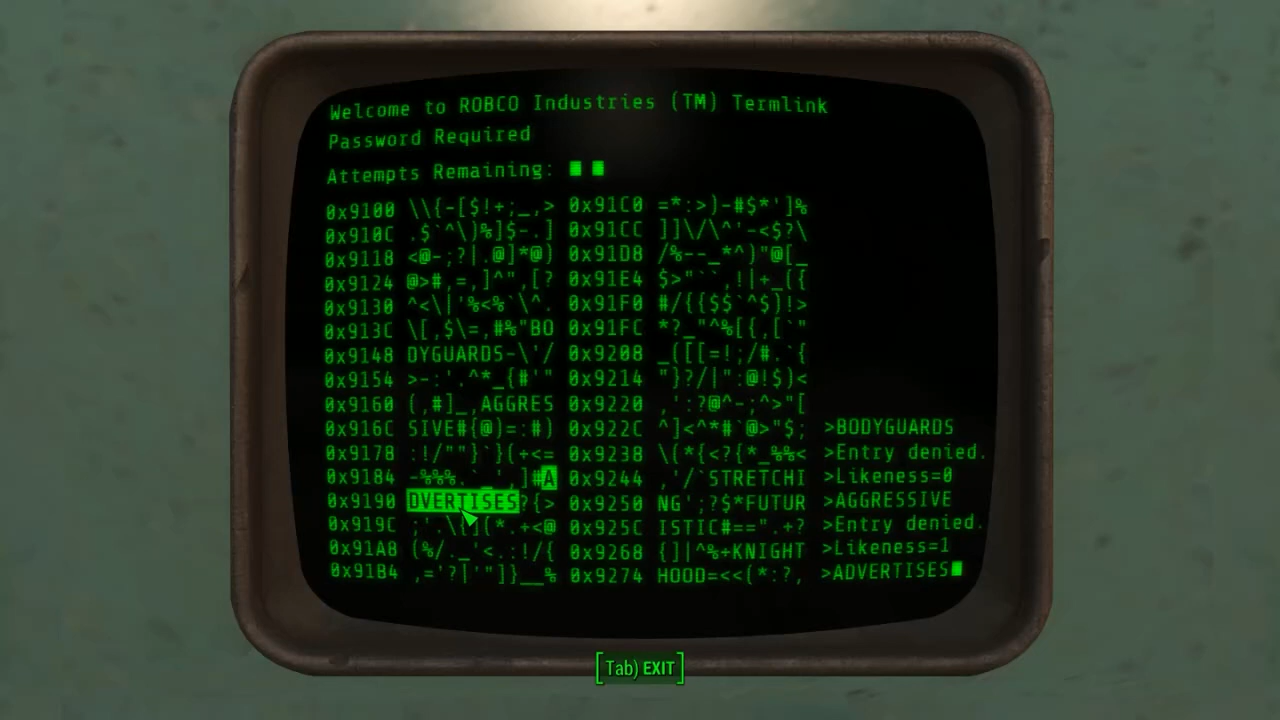 Welcome to ROBCO Industries (TM) Termlink
Password Required
Attempts Remaining: ■ ■
0x9100 \\{-[$!+;_,> 0x91C0 =*:>)-#$*']%
0x910C .$`^\)%]$-.] 0x91CC ]]\/\^'-<$?\
0x9118 <@-;?|.@]*@) 0x91D8 /%--_*^)"@[_
0x9124 @>#,=,]^",[? 0x91E4 $>"``,!|+_({
0x9130 ^<\|'%<%`\^. 0x91F0 #/{{$$`^$)!>
0x913C \[,$\=,#%"BO 0x91FC *?_"^%[{,[`"
0x9148 DYGUARDS-\'/ 0x9208 _([[=!;/#.`{
0x9154 >-:'.^*_{#'" 0x9214 "}?/|":@!$)<
0x9160 (,#]_,AGGRES 0x9220 ,':?@^-;^>"[
0x916C SIVE#{@)=:#) 0x922C ^]<^*#`@>"$; >BODYGUARDS
0x9178 :!/""}`}(+<= 0x9238 \(*{<?{*_%%< >Entry denied.
0x9184 -%%%.`_',]#A 0x9244 ,'/`STRETCHI >Likeness=0
0x9190 DVERTISES?{> 0x9250 NG';?$*FUTUR >AGGRESSIVE
0x919C ;'.\{](*.+<@ 0x925C ISTIC#==".+? >Entry denied.
0x91A8 (%/._'<.:!/{ 0x9268 {]|^%÷KNIGHT >Likeness=1
0x91B4 ,='?|'"]}__% 0x9274 HOOD=<<(*:?, >ADVERTISES■
[Tab) EXIT]